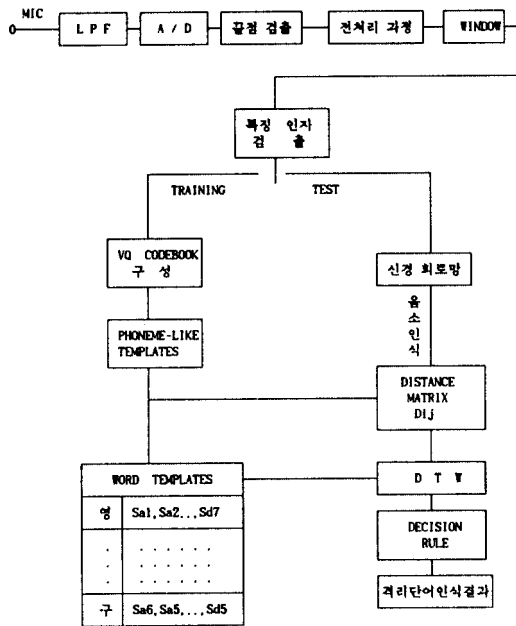 MIC
L P F
A / D
끝점 검출
전처리 과정
WINDOW
특징 인자
검 출
TRAINING
TEST
VQ CODEBOOK
구 성
신경 회로망
음소인식
PHONEME-LIKE
TEMPLATES
DISTANCE
MATRIX
Dij
WORD TEMPLATES
D T W
영 Sa1,Sa2...,Sd7
. . . . . . .
. . . . . . .
. . . . . . .
DECISION
RULE
구 Sa6,Sa5,...,Sd5
격리단어인식결과